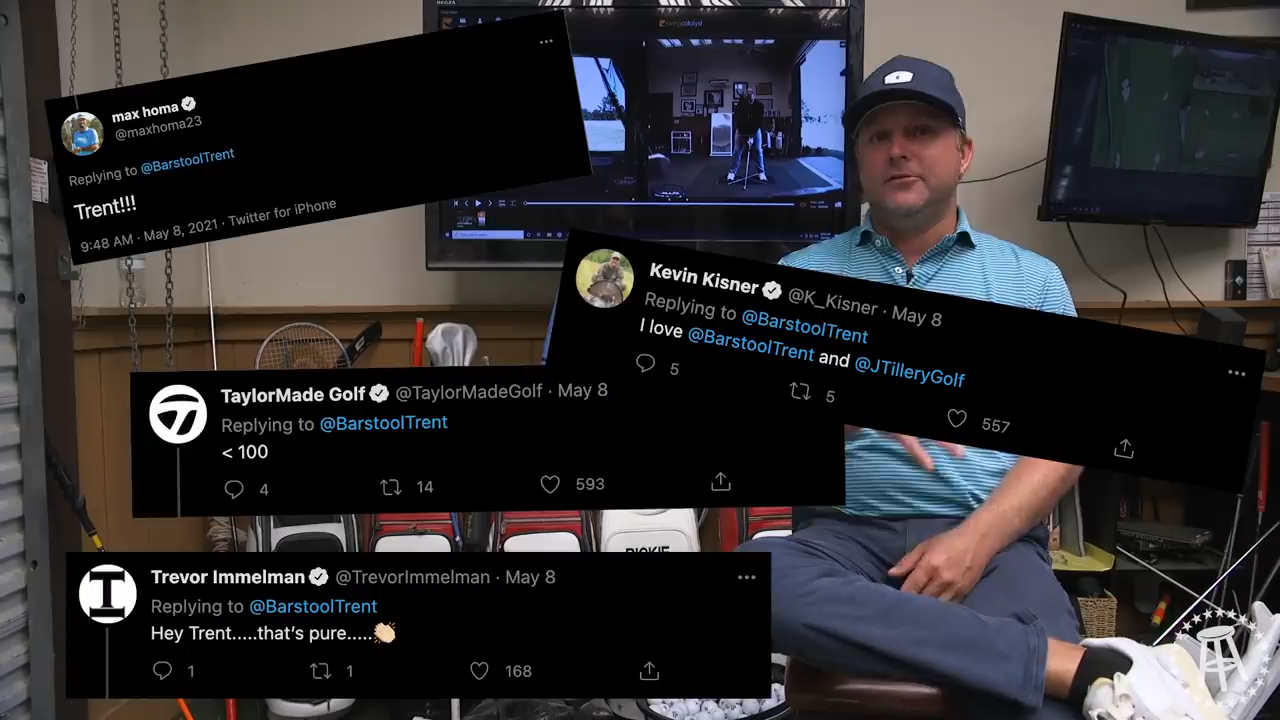 max homa
@maxhoma23
Replying to @BarstoolTrent
Trent!!!
9:48 AM · May 8, 2021 · Twitter for iPhone
Kevin Kisner @K_Kisner · May 8
Replying to @BarstoolTrent
I love @BarstoolTrent and @JTilleryGolf
5
5
557
TaylorMade Golf @TaylorMadeGolf · May 8
Replying to @BarstoolTrent
< 100
4
14
593
Trevor Immelman @TrevorImmelman · May 8
Replying to @BarstoolTrent
Hey Trent.....that's pure.....👏🏻
1
1
168